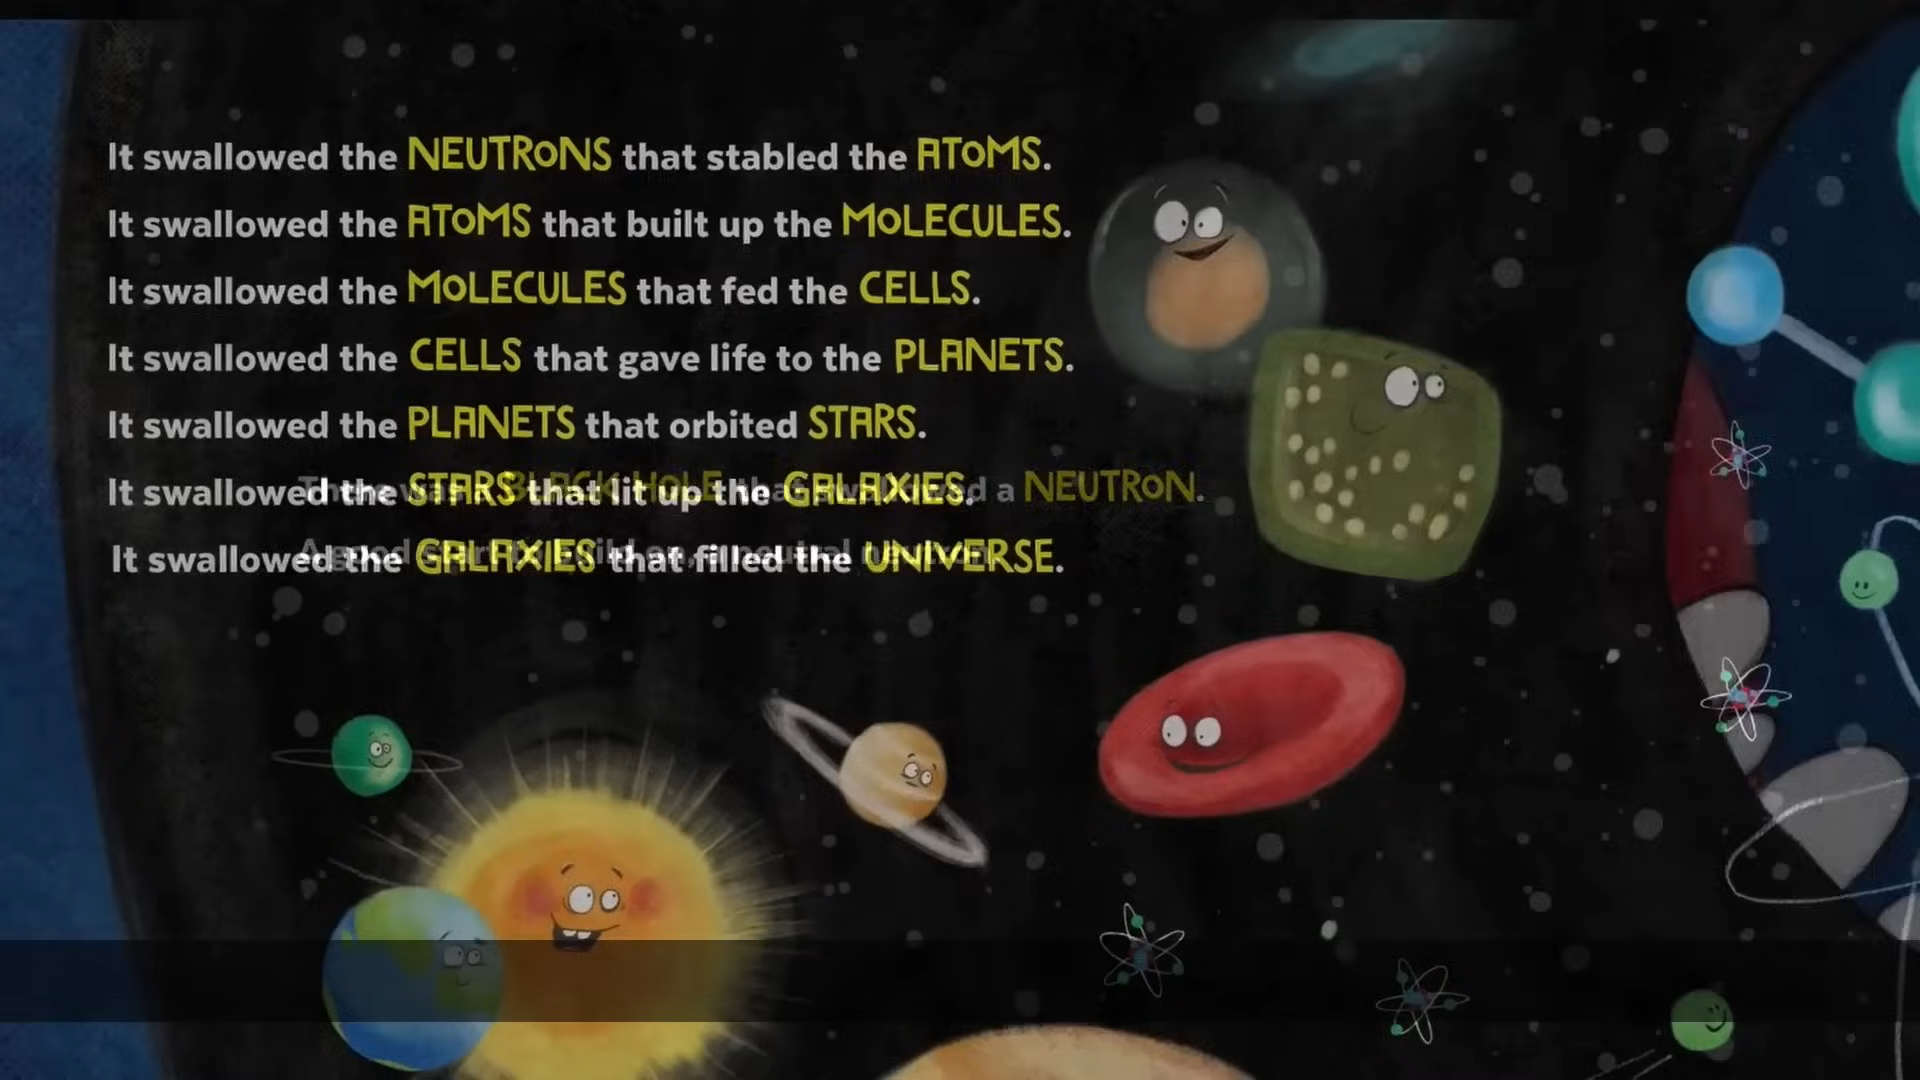 It swallowed the NEUTRONS that stabled the ATOMS.
It swallowed the ATOMS that built up the MOLECULES.
It swallowed the MOLECULES that fed the CELLS.
It swallowed the CELLS that gave life to the PLANETS.
It swallowed the PLANETS that orbited STARS.
It swallowed the STARS that lit up the GALAXIES.
BLACK HOLE a NEUTRON.
It swallowed the GALAXIES that filled the UNIVERSE.